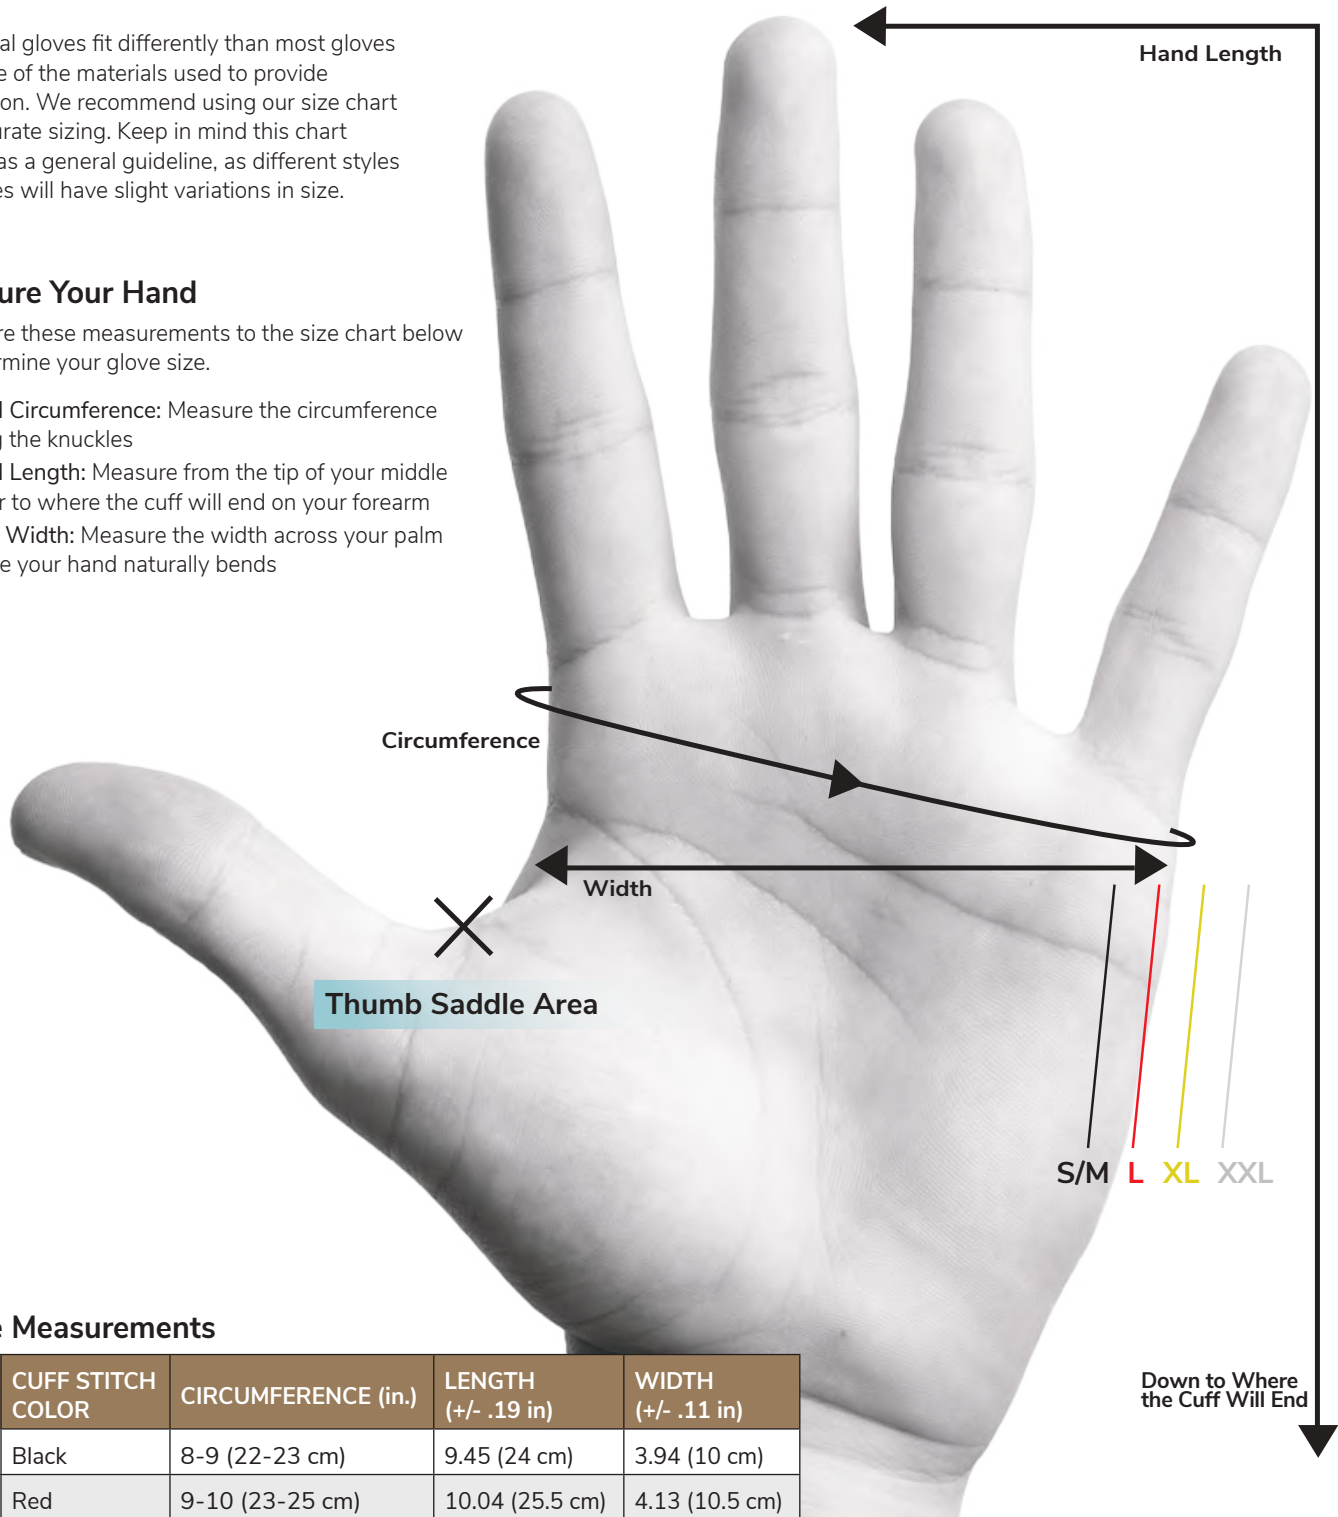 al gloves fit differently than most gloves
e of the materials used to provide
on. We recommend using our size chart
urate sizing. Keep in mind this chart
as a general guideline, as different styles
es will have slight variations in size.
Hand Length
ure Your Hand
re these measurements to the size chart below
rmine your glove size.
l Circumference: Measure the circumference
g the knuckles
l Length: Measure from the tip of your middle
r to where the cuff will end on your forearm
Width: Measure the width across your palm
e your hand naturally bends
Circumference
Width
Thumb Saddle Area
S/M L XL XXL
e Measurements
CUFF STITCH COLOR CIRCUMFERENCE (in.) LENGTH (+/- .19 in) WIDTH (+/- .11 in)
Black 8-9 (22-23 cm) 9.45 (24 cm) 3.94 (10 cm)
Red 9-10 (23-25 cm) 10.04 (25.5 cm) 4.13 (10.5 cm)
Down to Where
the Cuff Will End